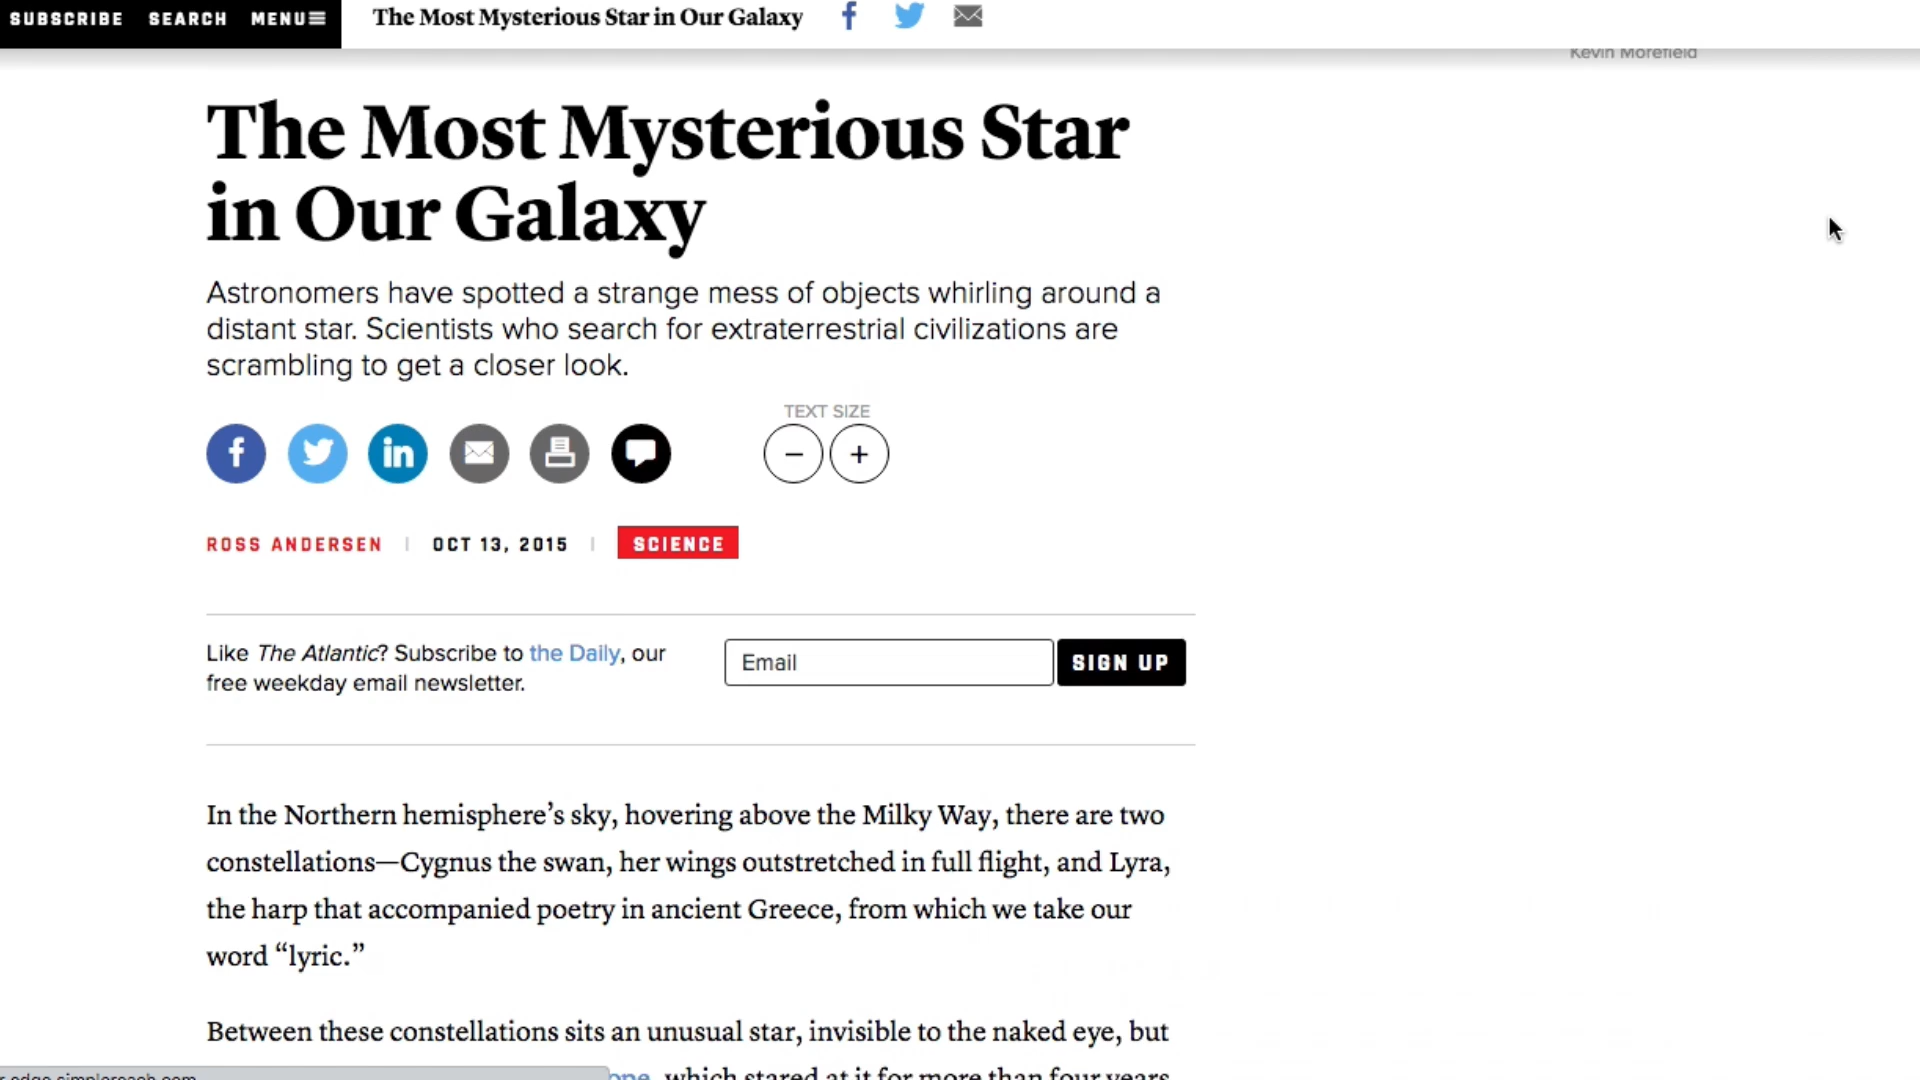 SUBSCRIBE SEARCH MENU The Most Mysterious Star in Our Galaxy
Kevin Morefield
The Most Mysterious Star
in Our Galaxy
Astronomers have spotted a strange mess of objects whirling around a
distant star. Scientists who search for extraterrestrial civilizations are
scrambling to get a closer look.
TEXT SIZE
ROSS ANDERSEN | OCT 13, 2015 | SCIENCE
Like The Atlantic? Subscribe to the Daily, our
free weekday email newsletter.
Email SIGN UP
In the Northern hemisphere’s sky, hovering above the Milky Way, there are two
constellations—Cygnus the swan, her wings outstretched in full flight, and Lyra,
the harp that accompanied poetry in ancient Greece, from which we take our
word “lyric.”
Between these constellations sits an unusual star, invisible to the naked eye, but
which stared at it for more than four years